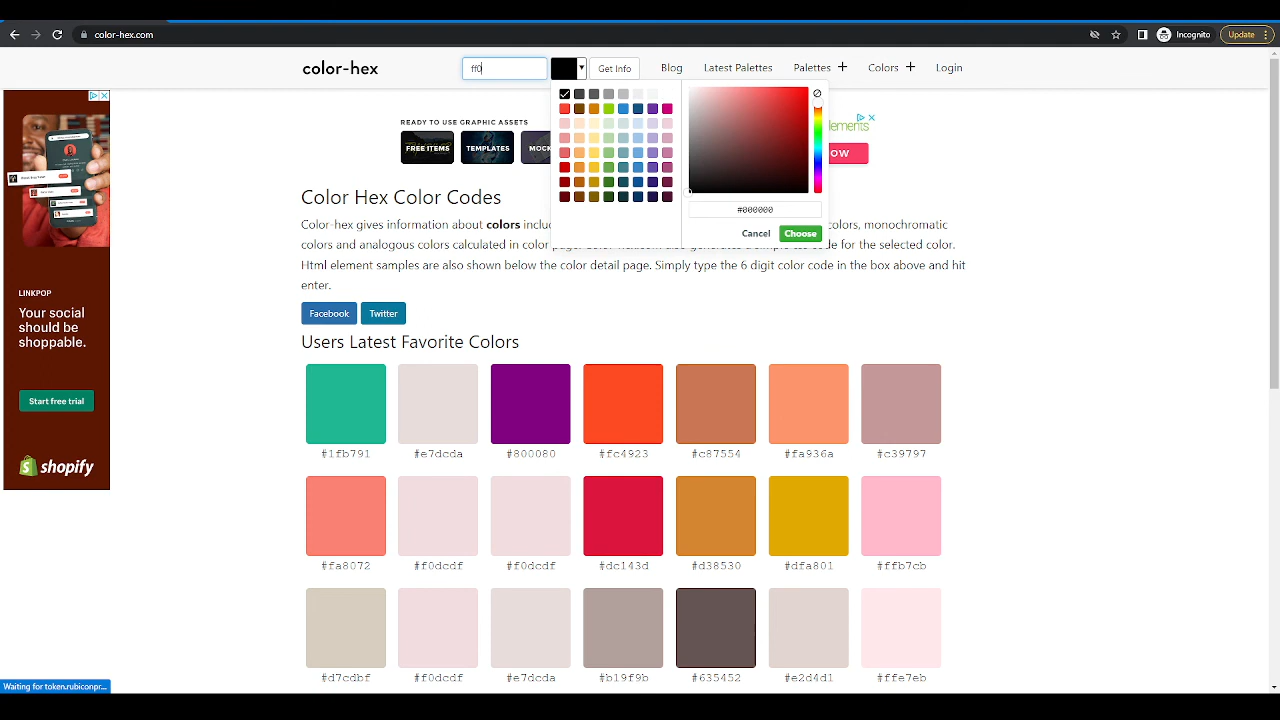 color-hex.com
Incognito
Update
color-hex
ff0
Get Info
Blog
Latest Palettes
Palettes +
Colors +
Login
READY TO USE GRAPHIC ASSETS
FREE ITEMS
TEMPLATES
MOCK
elements
OW
#000000
Cancel
Choose
Color Hex Color Codes
Color-hex gives information about colors inclu
s, monochromatic
colors and analogous colors calculated in color
code for the selected color.
Html element samples are also shown below the color detail page. Simply type the 6 digit color code in the box above and hit
enter.
Facebook
Twitter
Users Latest Favorite Colors
#1fb791
#e7dcda
#800080
#fc4923
#c87554
#fa936a
#c39797
#fa8072
#f0dcdf
#f0dcdf
#dc143d
#d38530
#dfa801
#ffb7cb
#d7cdbf
#f0dcdf
#e7dcda
#b19f9b
#ffe7eb
LINKPOP
Your social
should be
shoppable.
Start free trial
shopify
Waiting for token.rubiconpr...